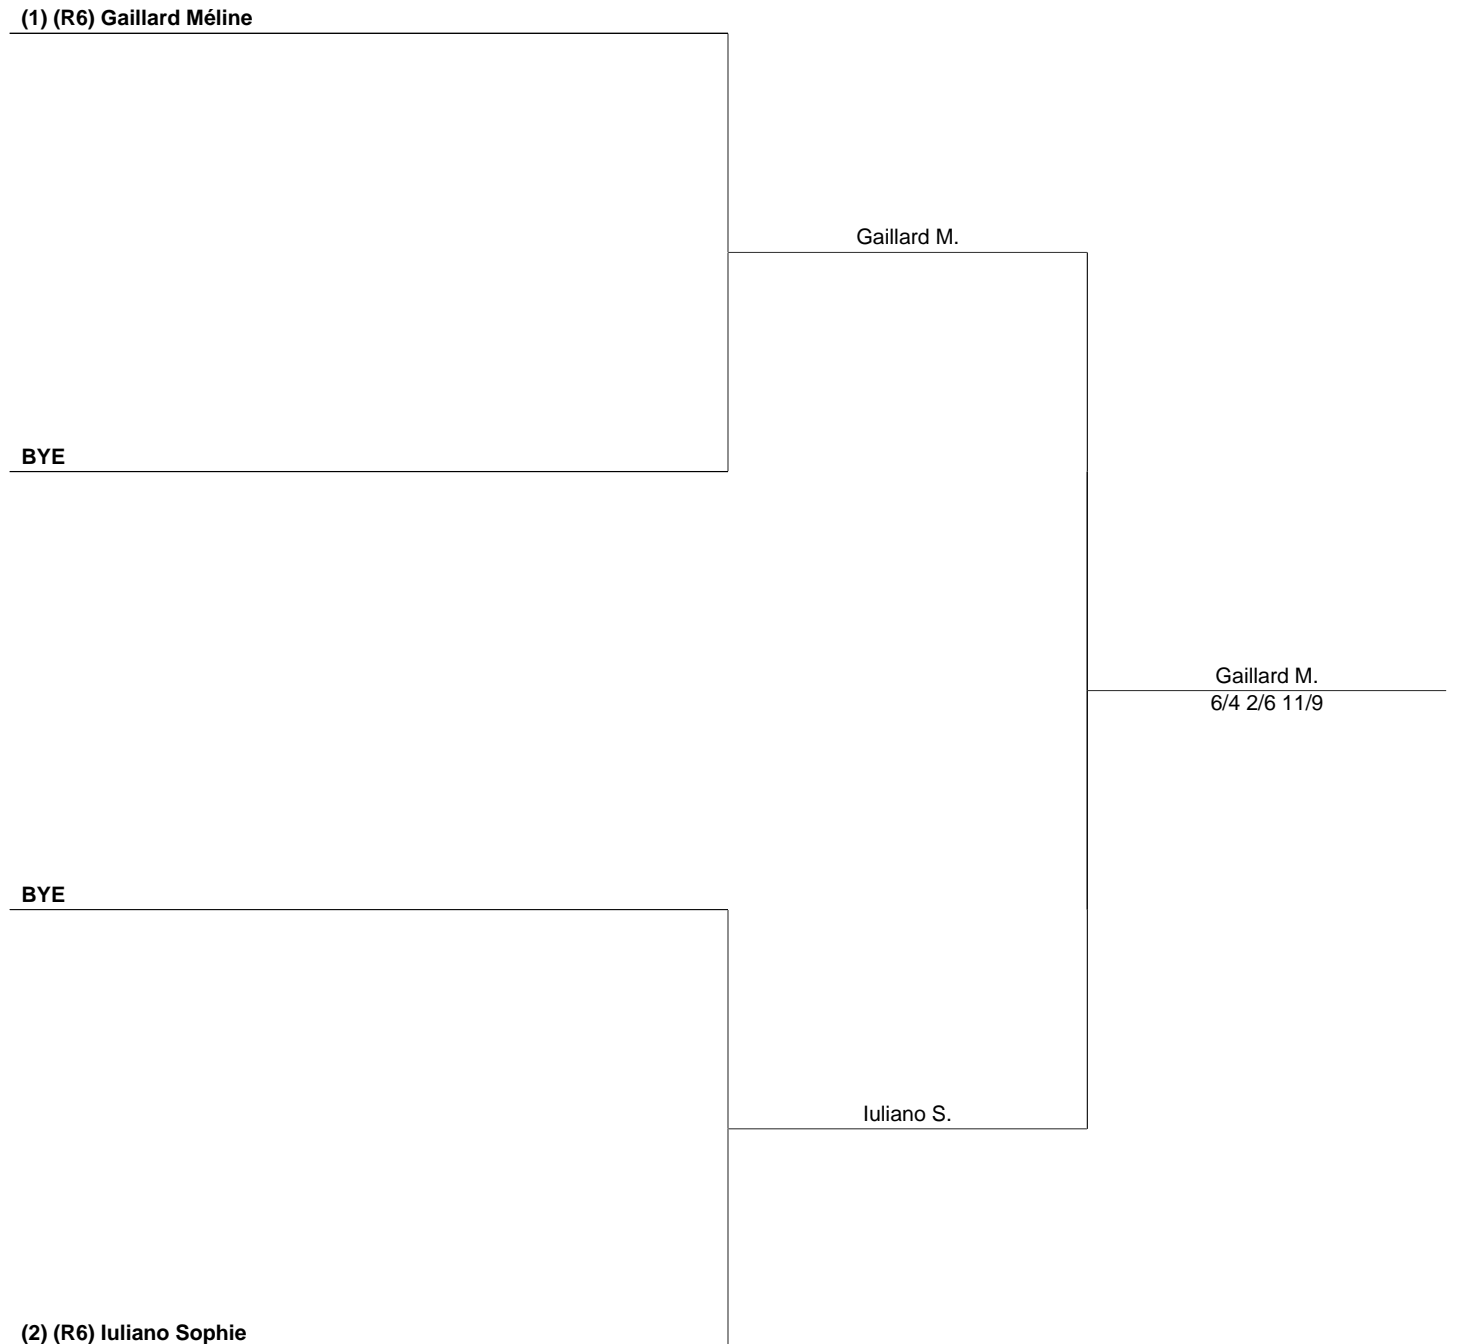 (1) (R6) Gaillard Méline
Gaillard M.
BYE
Gaillard M.
6/4 2/6 11/9
BYE
Iuliano S.
(2) (R6) Iuliano Sophie